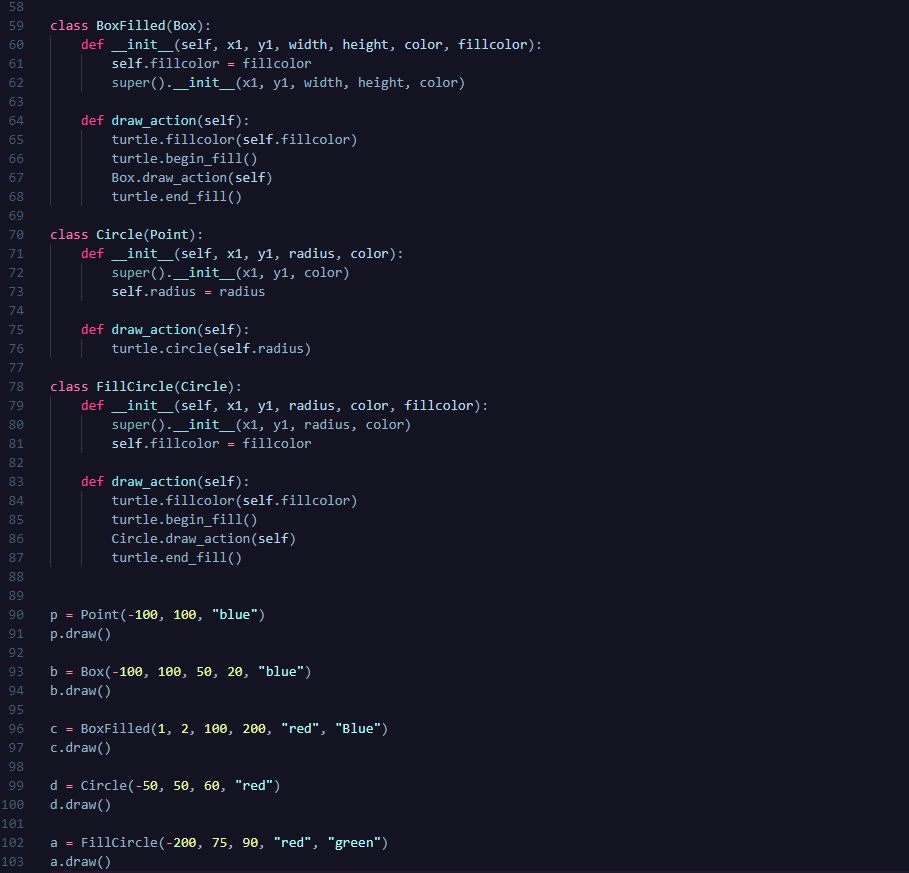 58
59 class BoxFilled(Box):
60     def __init__(self, x1, y1, width, height, color, fillcolor):
61         self.fillcolor = fillcolor
62         super().__init__(x1, y1, width, height, color)
63
64     def draw_action(self):
65         turtle.fillcolor(self.fillcolor)
66         turtle.begin_fill()
67         Box.draw_action(self)
68         turtle.end_fill()
69
70 class Circle(Point):
71     def __init__(self, x1, y1, radius, color):
72         super().__init__(x1, y1, color)
73         self.radius = radius
74
75     def draw_action(self):
76         turtle.circle(self.radius)
77
78 class FillCircle(Circle):
79     def __init__(self, x1, y1, radius, color, fillcolor):
80         super().__init__(x1, y1, radius, color)
81         self.fillcolor = fillcolor
82
83     def draw_action(self):
84         turtle.fillcolor(self.fillcolor)
85         turtle.begin_fill()
86         Circle.draw_action(self)
87         turtle.end_fill()
88
89
90 p = Point(-100, 100, "blue")
91 p.draw()
92
93 b = Box(-100, 100, 50, 20, "blue")
94 b.draw()
95
96 c = BoxFilled(1, 2, 100, 200, "red", "Blue")
97 c.draw()
98
99 d = Circle(-50, 50, 60, "red")
100 d.draw()
101
102 a = FillCircle(-200, 75, 90, "red", "green")
103 a.draw()